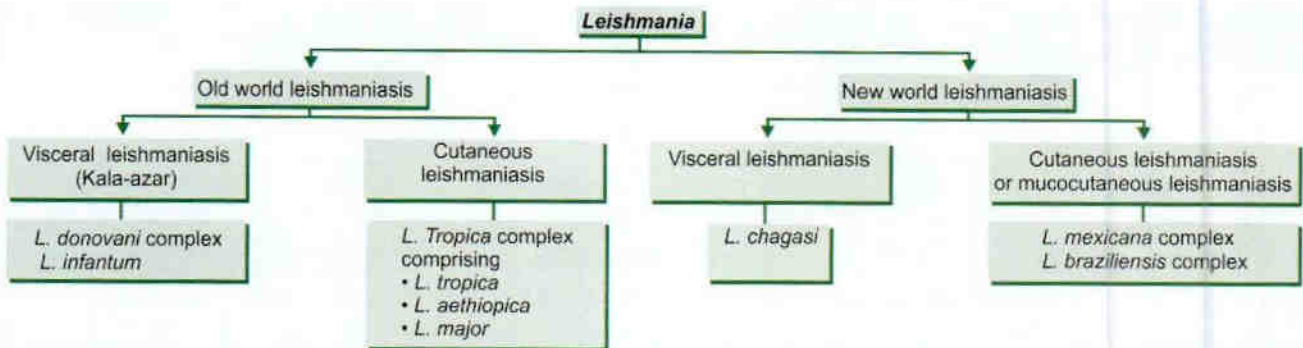 Leishmania
Old world leishmaniasis
New world leishmaniasis
Visceral leishmaniasis
(Kala-azar)
Cutaneous
leishmaniasis
Visceral leishmaniasis
Cutaneous leishmaniasis
or mucocutaneous leishmaniasis
L. donovani complex
L. infantum
L. Tropica complex
comprising
• L. tropica
• L. aethiopica
• L. major
L. chagasi
L. mexicana complex
L. braziliensis complex